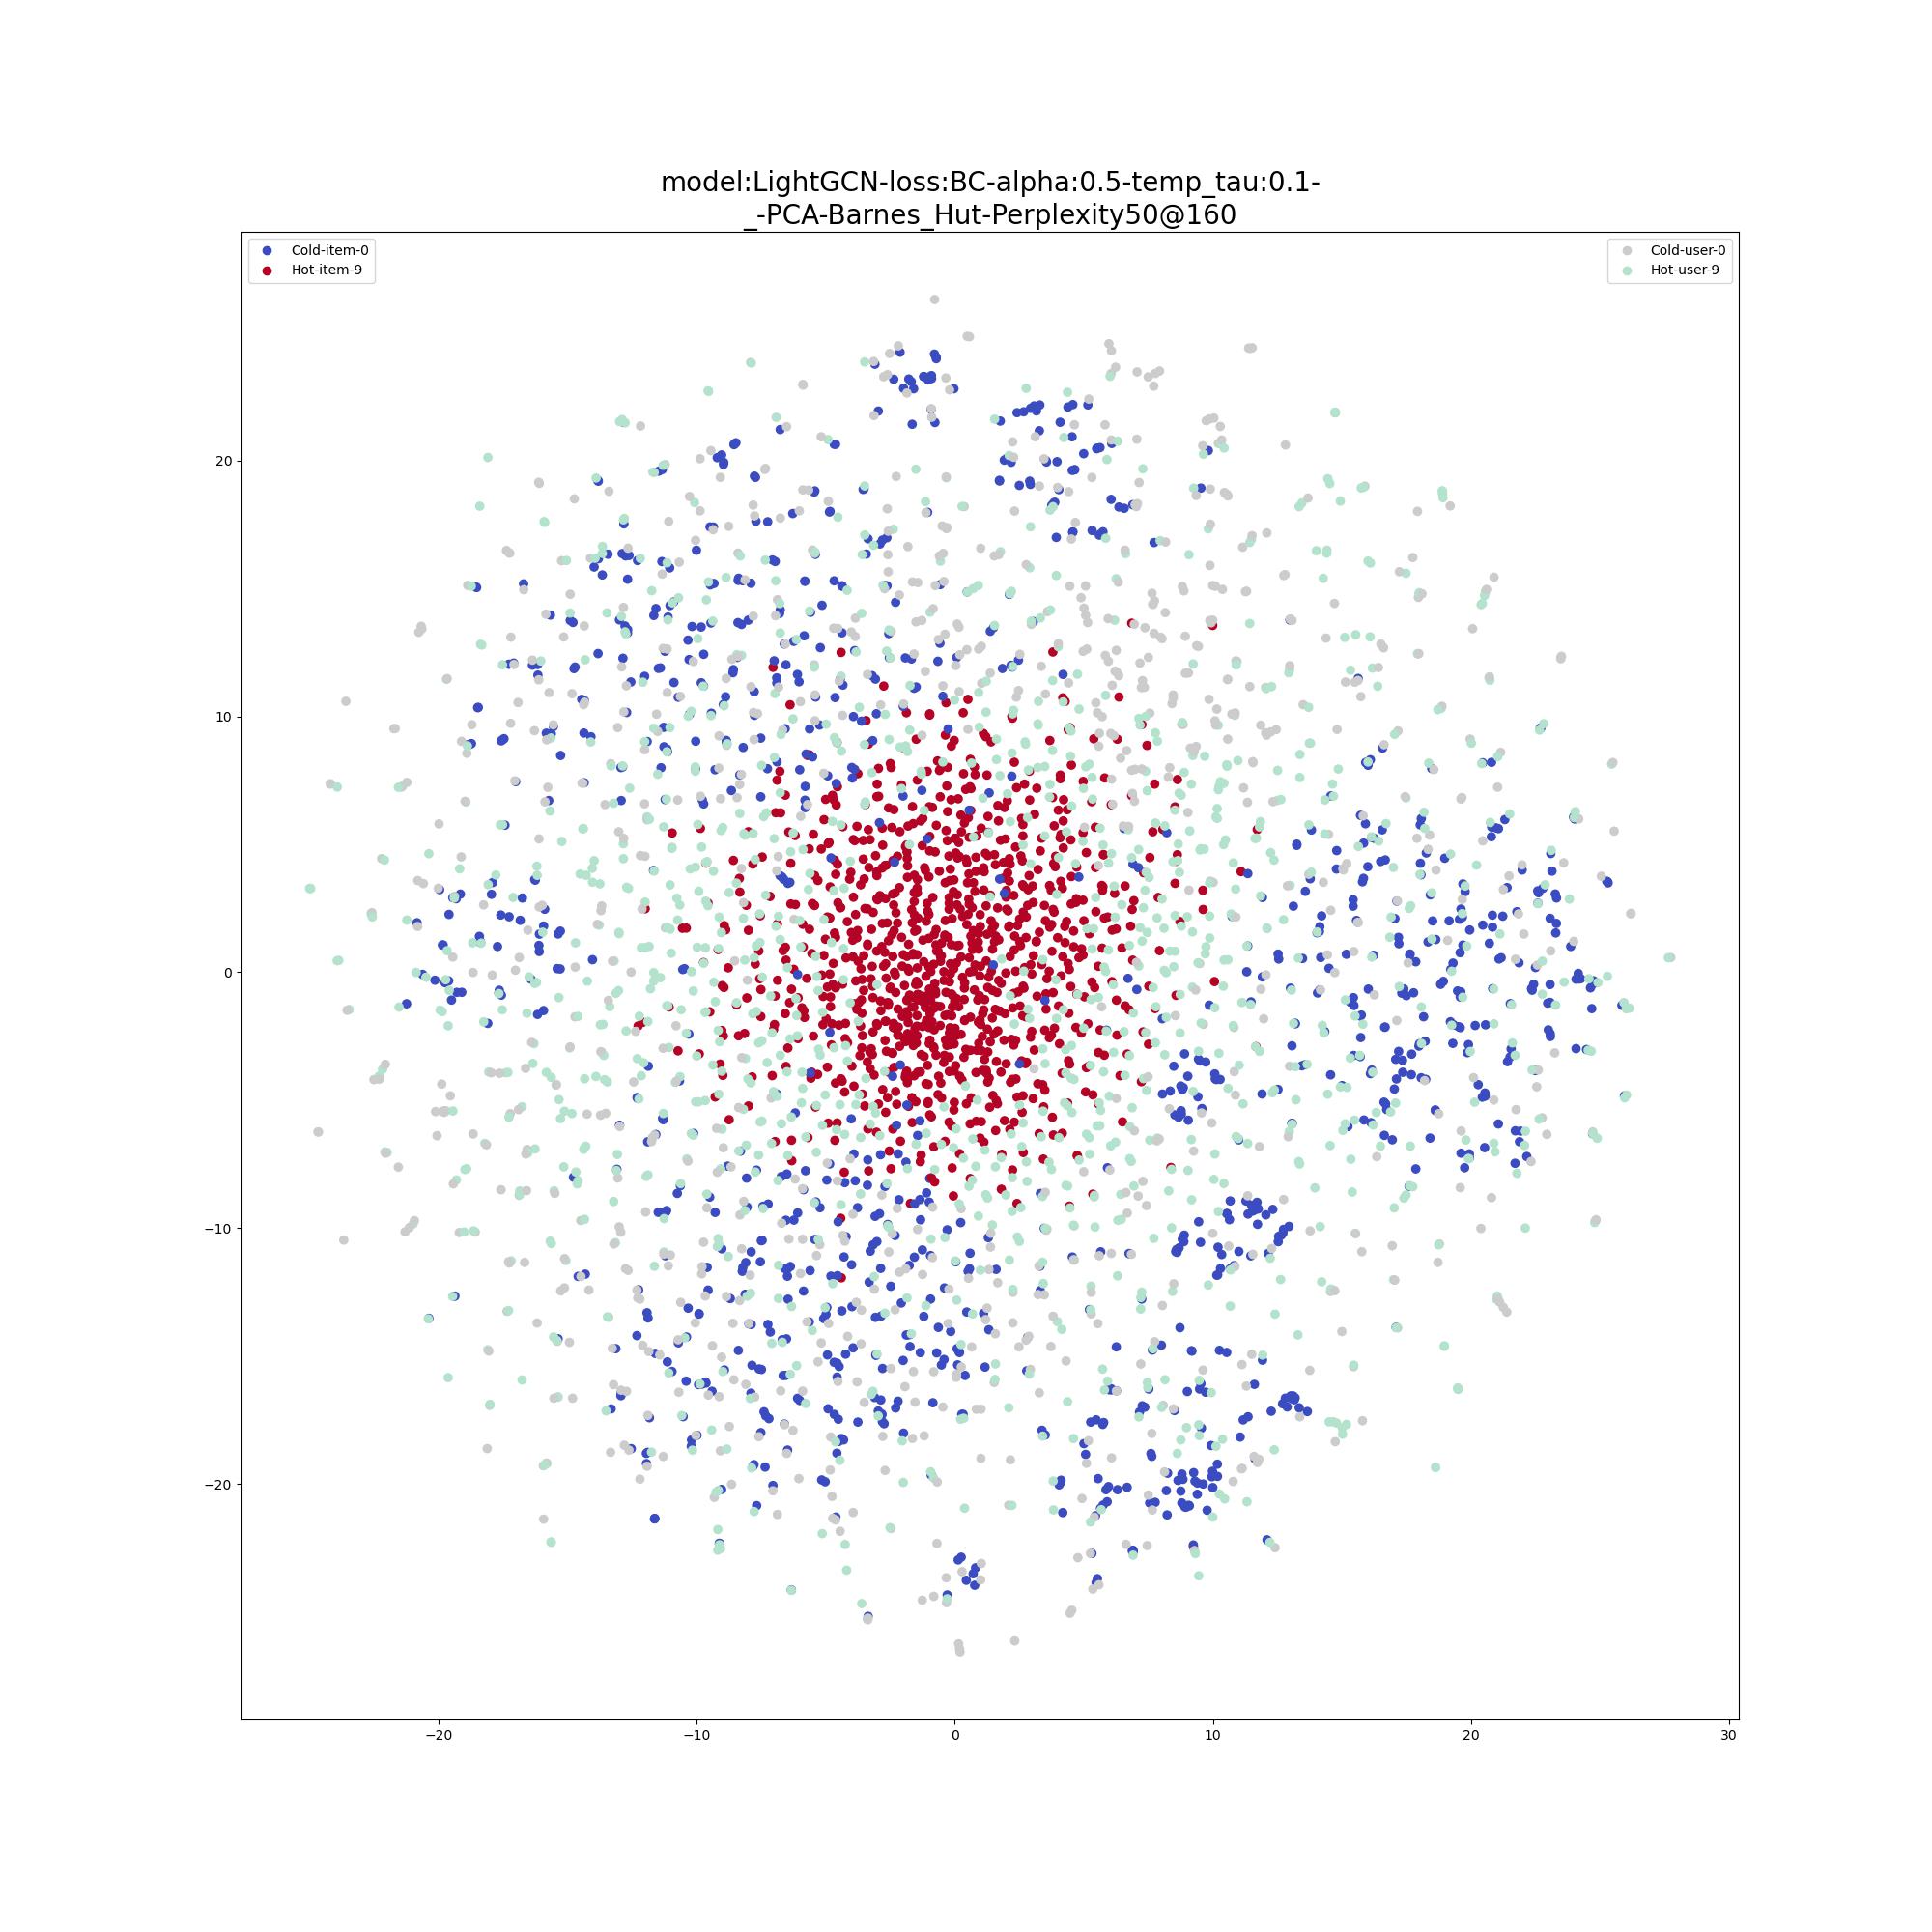 model:LightGCN-loss:BC-alpha:0.5-temp_tau:0.1-
_-PCA-Barnes_Hut-Perplexity50@160
Cold-item-0
Hot-item-9
Cold-user-0
Hot-user-9
20
10
0
−10
−20
−20
−10
0
10
20
30